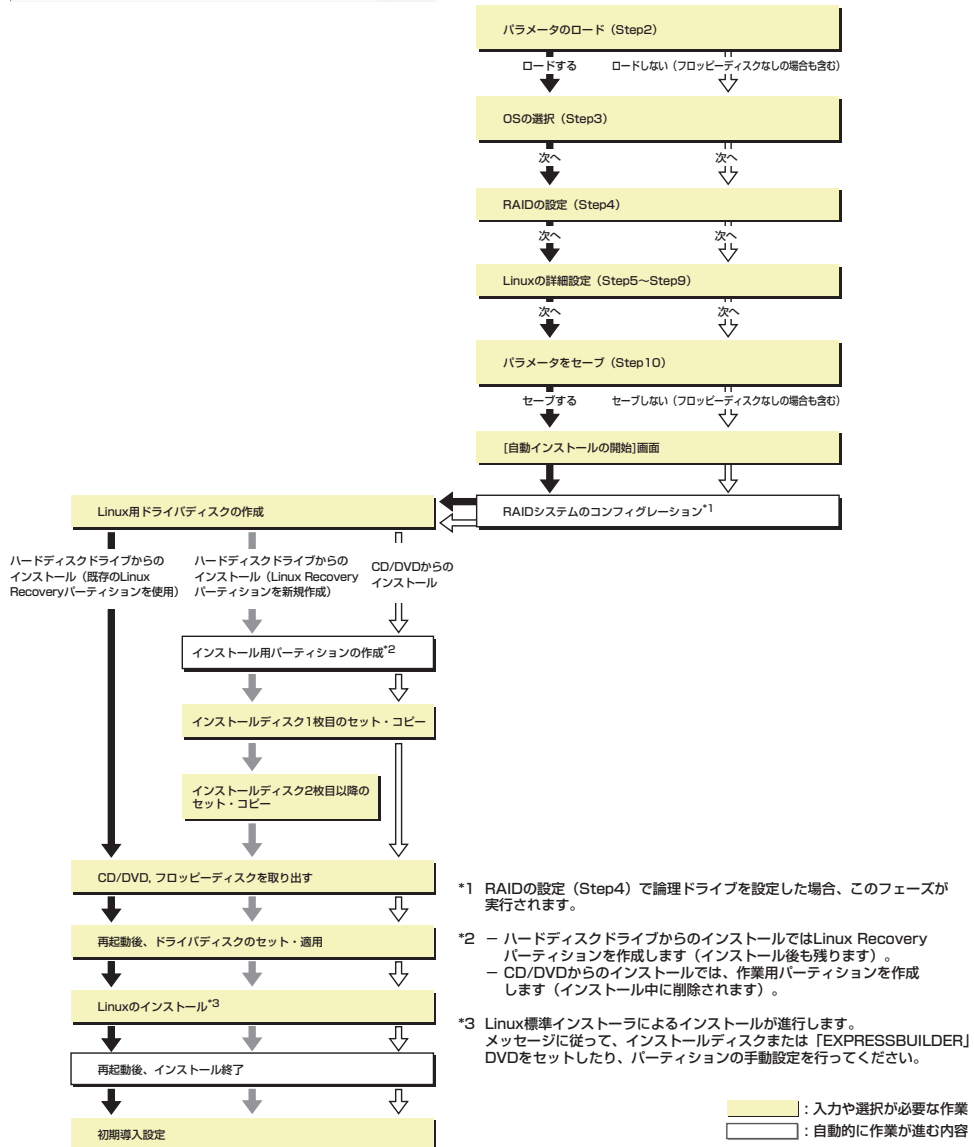 パラメータのロード（Step2）
ロードする
ロードしない（フロッピーディスクなしの場合も含む）
OSの選択（Step3）
次へ
次へ
RAIDの設定（Step4）
次へ
次へ
Linuxの詳細設定（Step5～Step9）
次へ
次へ
パラメータをセーブ（Step10）
セーブする
セーブしない（フロッピーディスクなしの場合も含む）
[自動インストールの開始]画面
RAIDシステムのコンフィグレーション*1
Linux用ドライバディスクの作成
ハードディスクドライブからの
インストール（既存のLinux
Recoveryパーティションを使用）
ハードディスクドライブからの
インストール（Linux Recovery
パーティションを新規作成）
CD/DVDからの
インストール
インストール用パーティションの作成*2
インストールディスク1枚目のセット・コピー
インストールディスク2枚目以降の
セット・コピー
CD/DVD, フロッピーディスクを取り出す
再起動後、ドライバディスクのセット・適用
Linuxのインストール*3
再起動後、インストール終了
初期導入設定
*1 RAIDの設定（Step4）で論理ドライブを設定した場合、このフェーズが
実行されます。
*2 － ハードディスクドライブからのインストールではLinux Recovery
パーティションを作成します（インストール後も残ります）。
－ CD/DVDからのインストールでは、作業用パーティションを作成
します（インストール中に削除されます）。
*3 Linux標準インストーラによるインストールが進行します。
メッセージに従って、インストールディスクまたは「EXPRESSBUILDER」
DVDをセットしたり、パーティションの手動設定を行ってください。
：入力や選択が必要な作業
：自動的に作業が進む内容